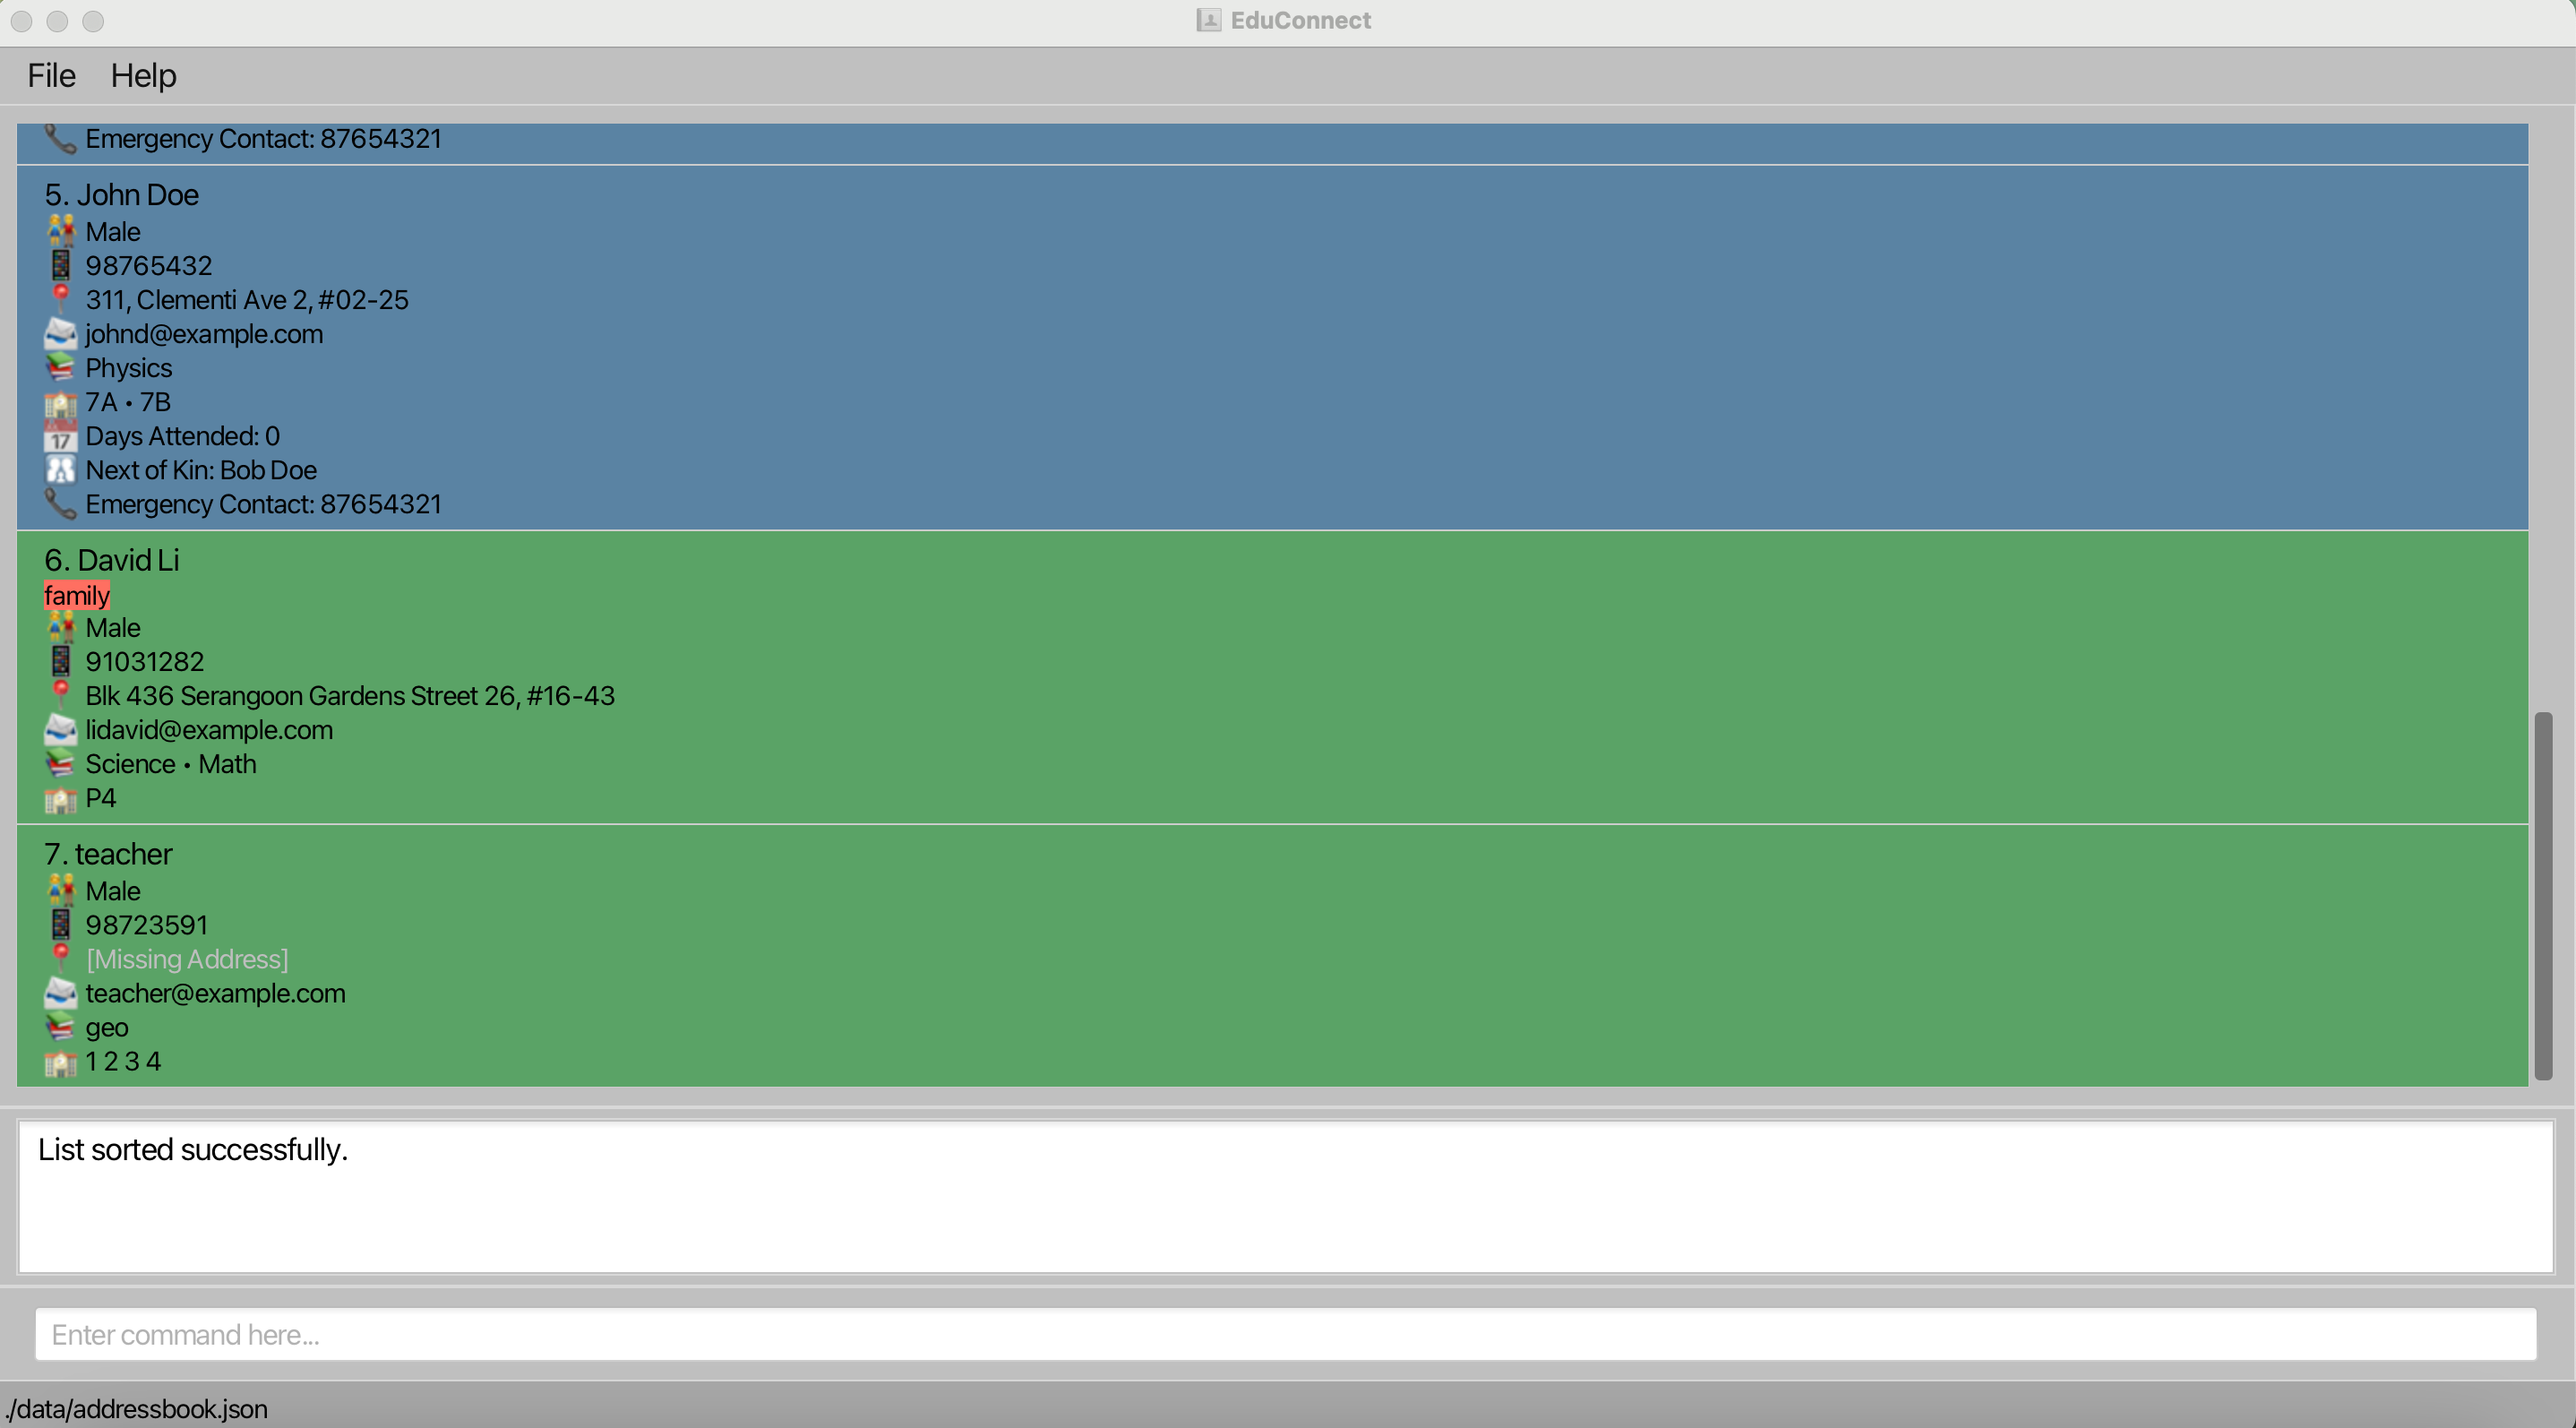 EduConnect
File Help
Emergency Contact: 87654321
5. John Doe
Male
98765432
311, Clementi Ave 2, #02-25
johnd@example.com
Physics
7A • 7B
17 Days Attended: 0
Next of Kin: Bob Doe
Emergency Contact: 87654321
6. David Li
family
Male
91031282
Blk 436 Serangoon Gardens Street 26, #16-43
lidavid@example.com
Science • Math
P4
7. teacher
Male
98723591
[Missing Address]
teacher@example.com
geo
1 2 3 4
List sorted successfully.
Enter command here...
./data/addressbook.json